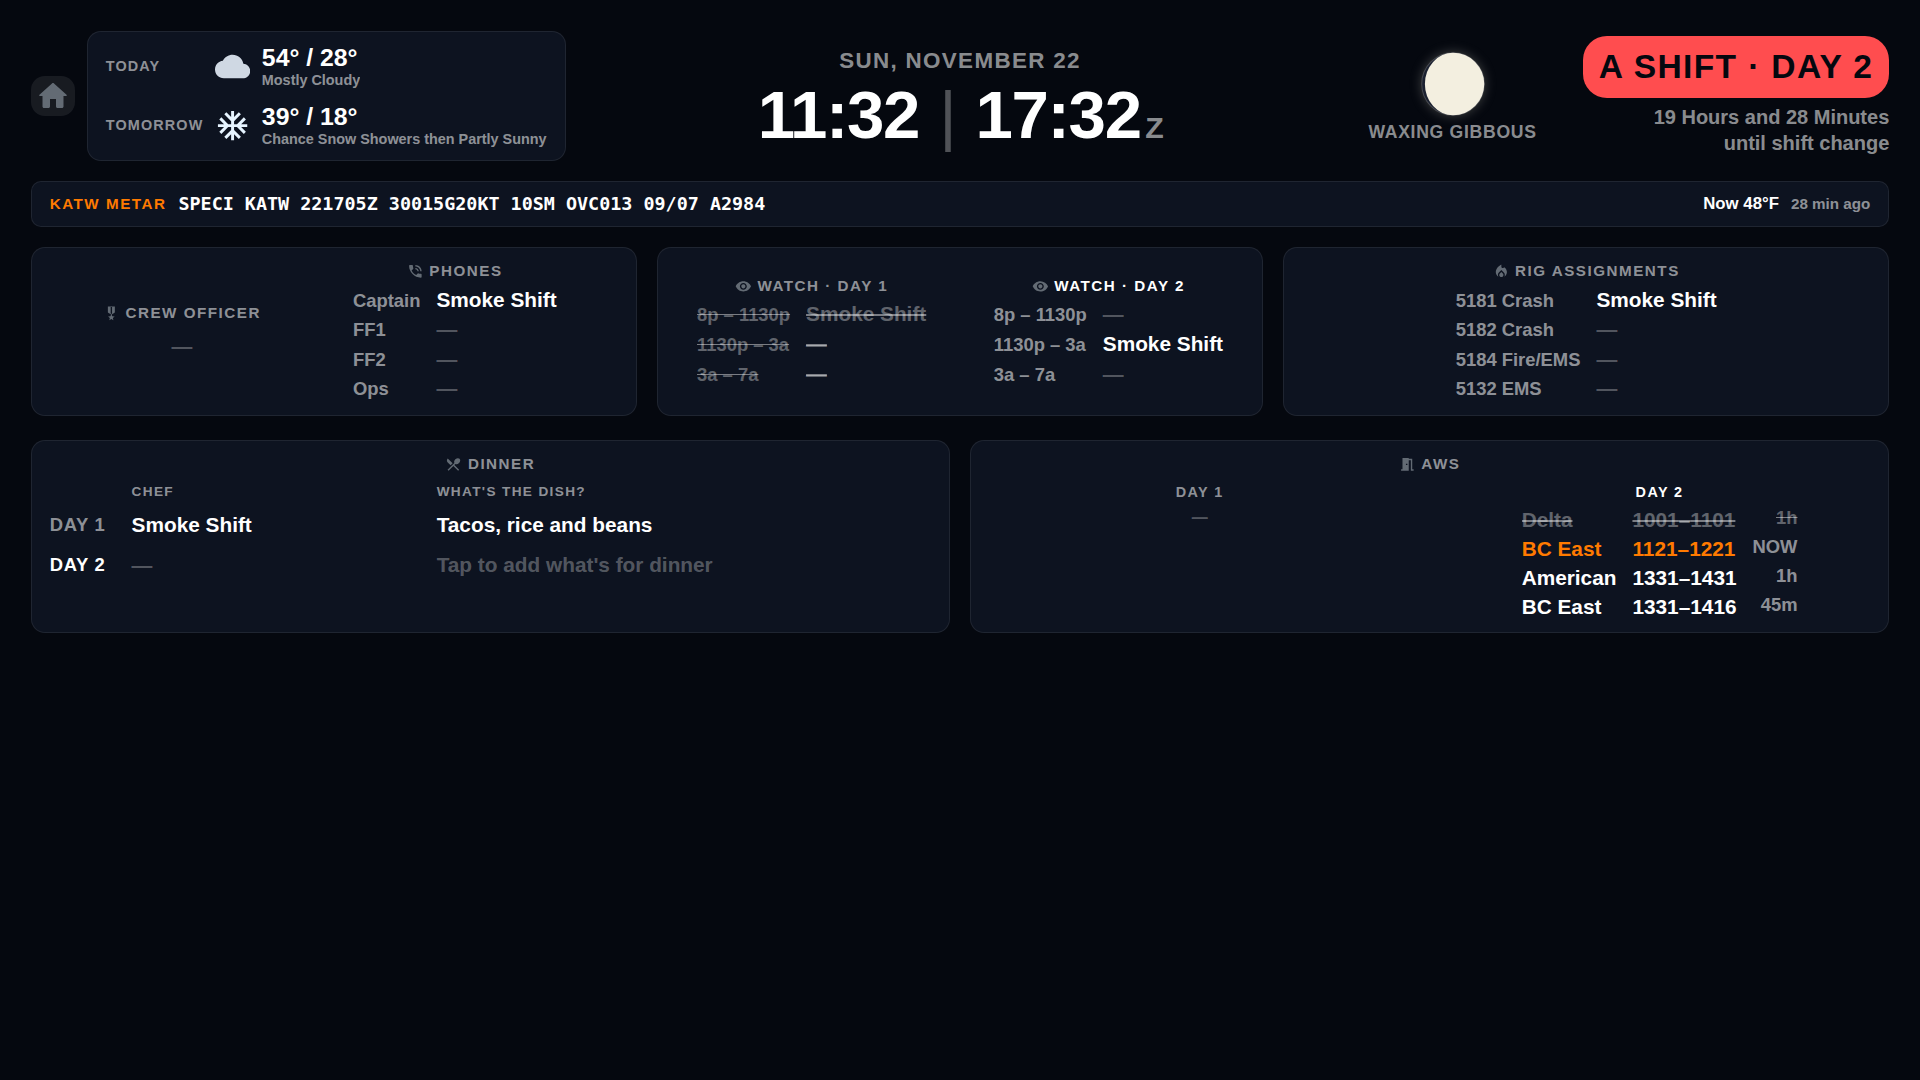 TODAY 54° / 28°
Mostly Cloudy
TOMORROW 39° / 18°
Chance Snow Showers then Partly Sunny
SUN, NOVEMBER 22
11:32 | 17:32 Z
WAXING GIBBOUS
A SHIFT · DAY 2
19 Hours and 28 Minutes
until shift change
KATW METAR SPECI KATW 221705Z 30015G20KT 10SM OVC013 09/07 A2984 Now 48°F 28 min ago
CREW OFFICER
—
PHONES
Captain Smoke Shift
FF1 —
FF2 —
Ops —
WATCH · DAY 1
8p – 1130p Smoke Shift
1130p – 3a —
3a – 7a —
WATCH · DAY 2
8p – 1130p —
1130p – 3a Smoke Shift
3a – 7a —
RIG ASSIGNMENTS
5181 Crash Smoke Shift
5182 Crash —
5184 Fire/EMS —
5132 EMS —
DINNER
CHEF WHAT'S THE DISH?
DAY 1 Smoke Shift Tacos, rice and beans
DAY 2 — Tap to add what's for dinner
AWS
DAY 1
—
DAY 2
Delta 1001–1101 1h
BC East 1121–1221 NOW
American 1331–1431 1h
BC East 1331–1416 45m